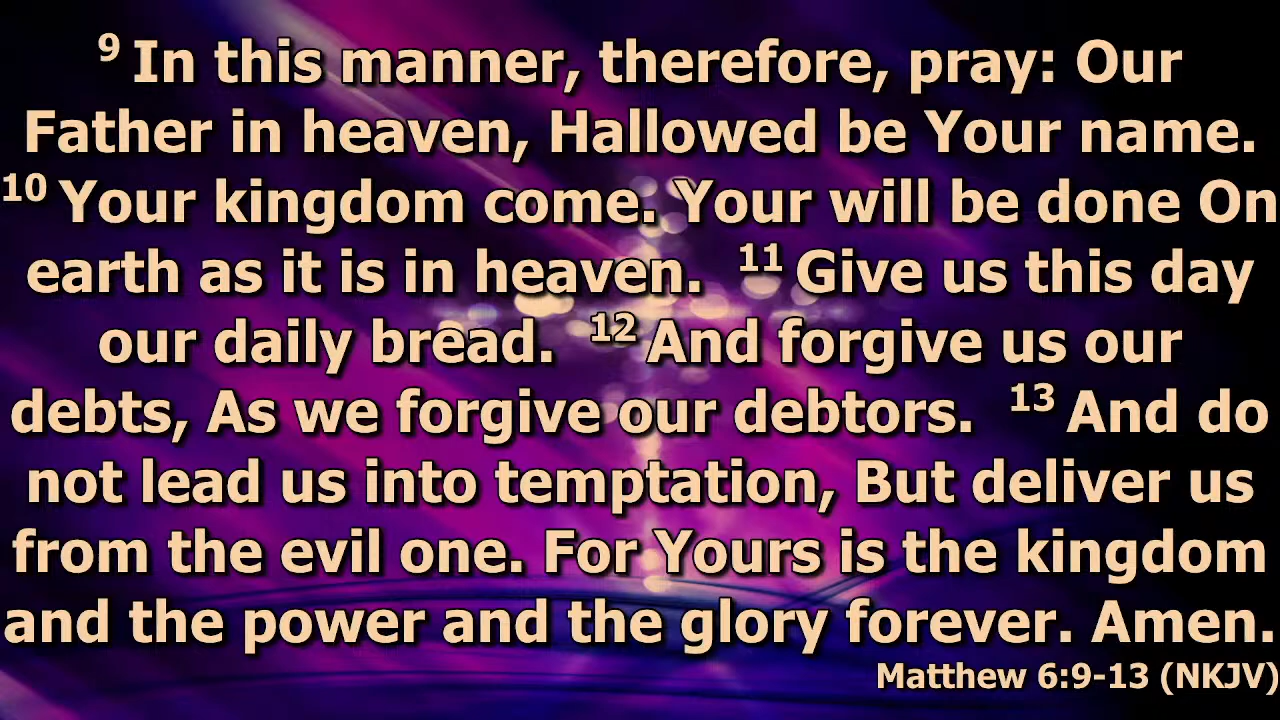 9 In this manner, therefore, pray: Our
Father in heaven, Hallowed be Your name.
10 Your kingdom come. Your will be done On
earth as it is in heaven. 11 Give us this day
our daily bread. 12 And forgive us our
debts, As we forgive our debtors. 13 And do
not lead us into temptation, But deliver us
from the evil one. For Yours is the kingdom
and the power and the glory forever. Amen.
Matthew 6:9-13 (NKJV)